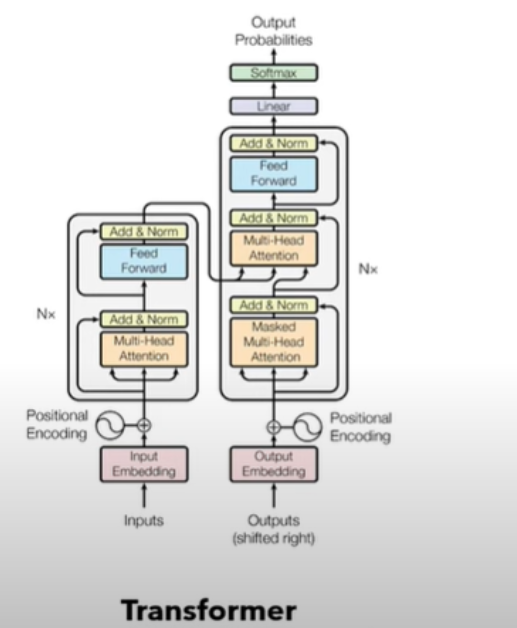 Output
Probabilities
Softmax
Linear
Add & Norm
Feed
Forward
Add & Norm
Multi-Head
Attention
Nx
Add & Norm
Masked
Multi-Head
Attention
Add & Norm
Feed
Forward
Nx
Add & Norm
Multi-Head
Attention
Positional
Encoding
Positional
Encoding
Input
Embedding
Output
Embedding
Inputs
Outputs
(shifted right)
Transformer